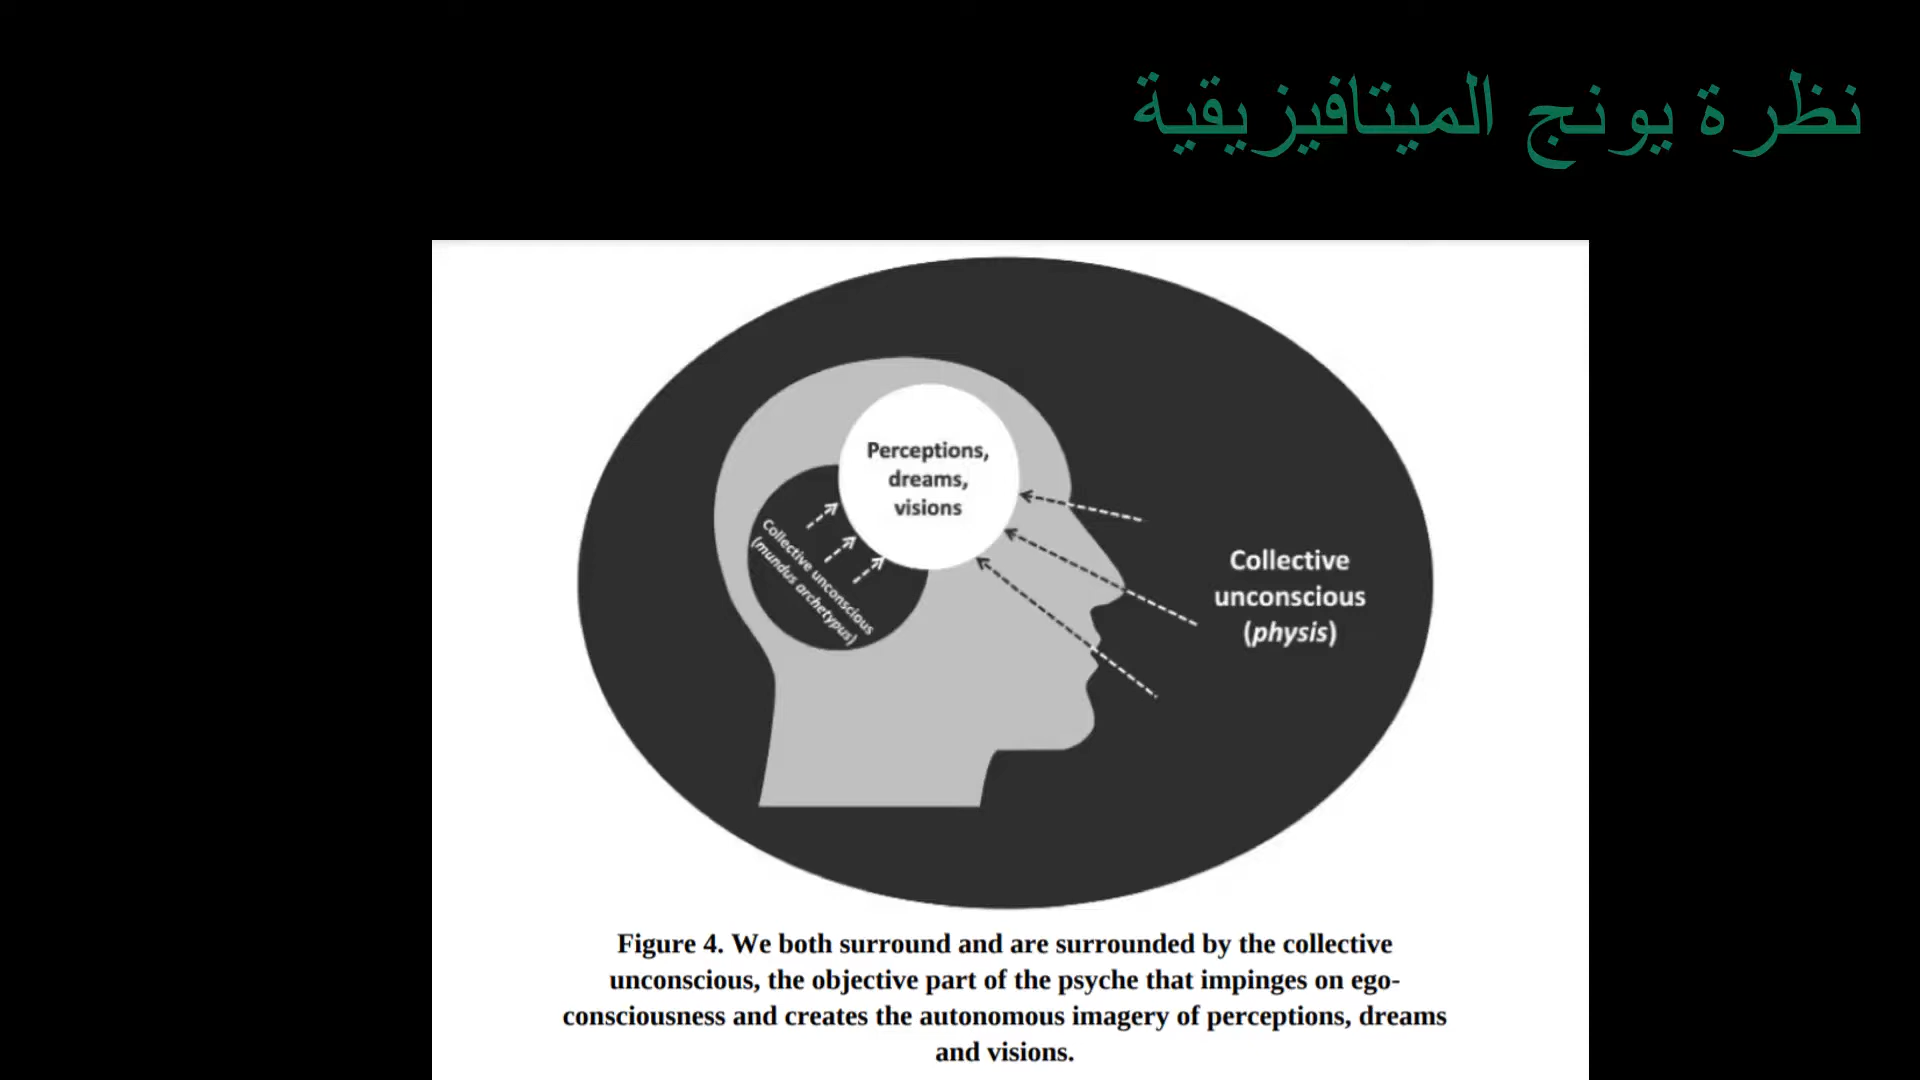 نظرة يونج الميتافيزيقية
Perceptions,
dreams,
visions
Collective unconscious
(mundus archetypus)
Collective
unconscious
(physis)
Figure 4. We both surround and are surrounded by the collective
unconscious, the objective part of the psyche that impinges on ego-
consciousness and creates the autonomous imagery of perceptions, dreams
and visions.